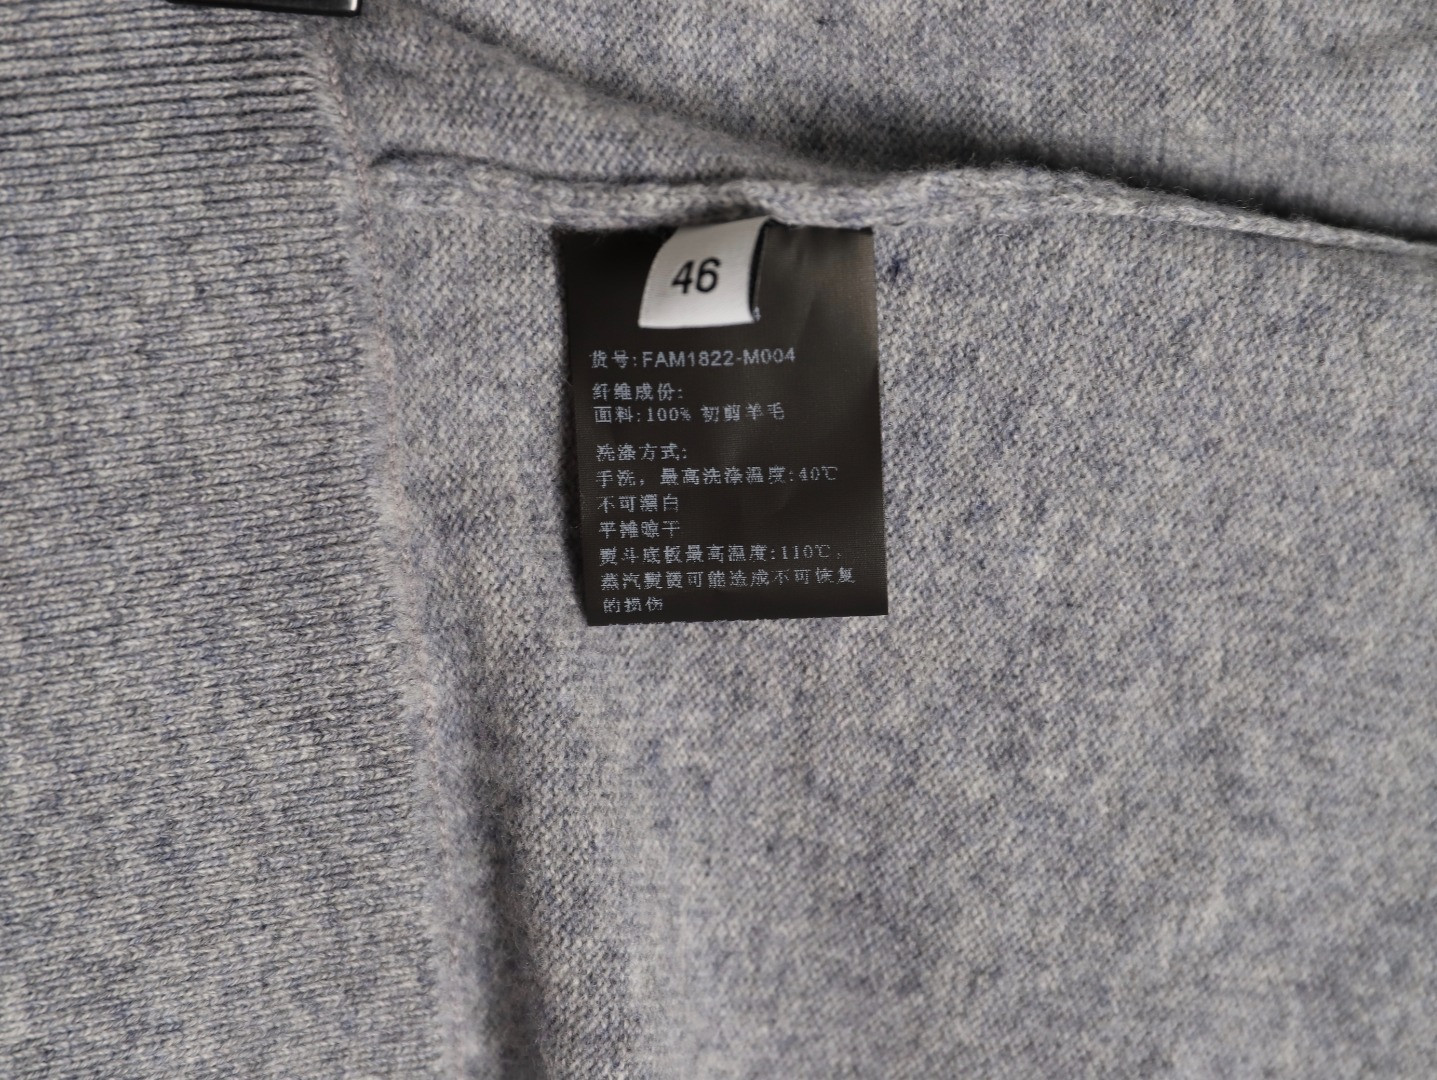 46
货号:FAM1822-M004
纤维成份:
面料:100% 初剪羊毛
洗涤方式:
手洗，最高洗涤温度:40℃
不可漂白
平摊晾干
熨斗底板最高温度:110℃，
蒸汽熨烫可能造成不可恢复
的损伤